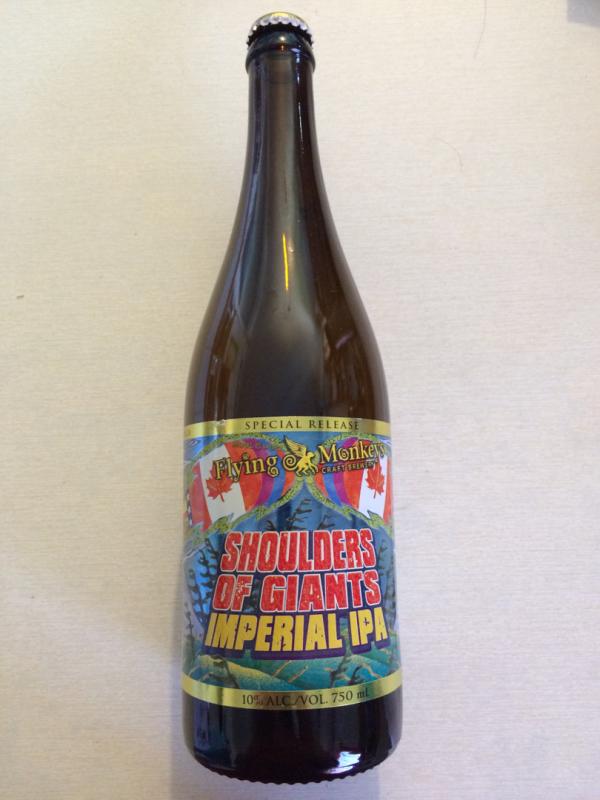 SPECIAL RELEASE
Flying Monkeys
CRAFT BREWERY
SHOULDERS
OF GIANTS
IMPERIAL IPA
10% ALC./VOL. 750 mL